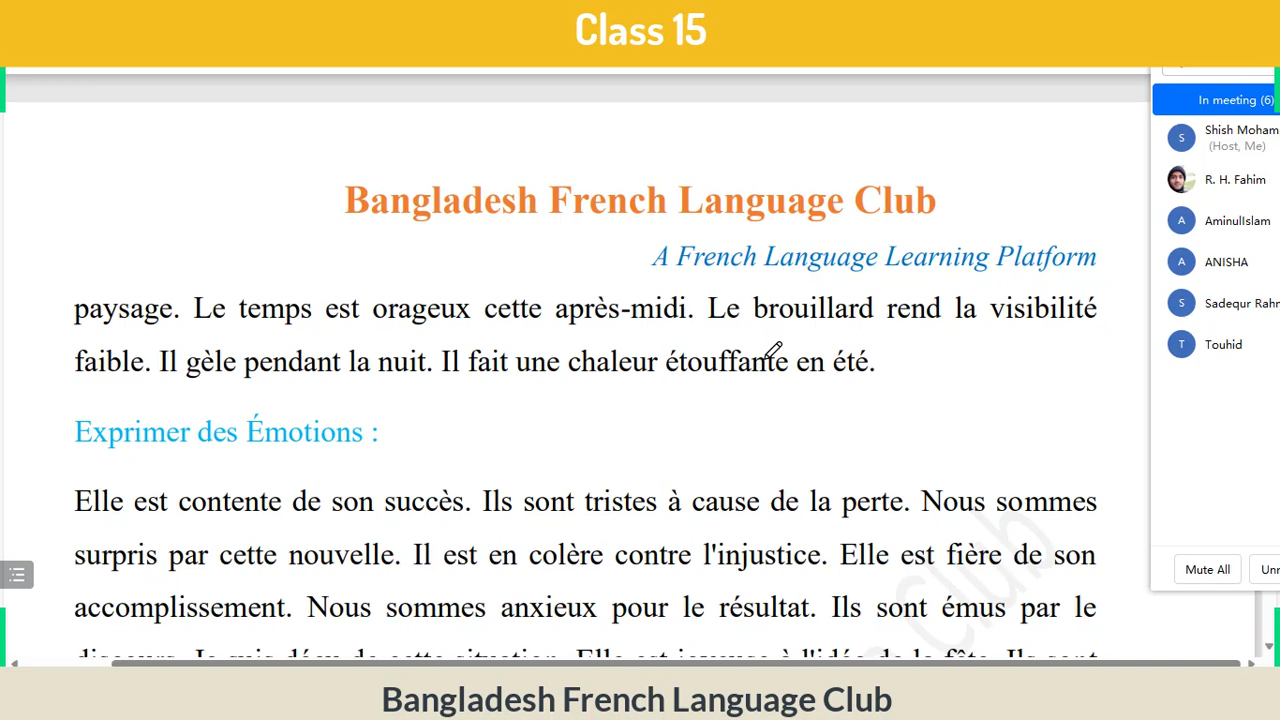 Class 15
In meeting (6)
Shish Moham
(Host, Me)
R. H. Fahim
AminulIslam
ANISHA
Sadequr Rahm
Touhid
Mute All
Bangladesh French Language Club
A French Language Learning Platform
paysage. Le temps est orageux cette après-midi. Le brouillard rend la visibilité
faible. Il gèle pendant la nuit. Il fait une chaleur étouffante en été.
Exprimer des Émotions :
Elle est contente de son succès. Ils sont tristes à cause de la perte. Nous sommes
surpris par cette nouvelle. Il est en colère contre l'injustice. Elle est fière de son
accomplissement. Nous sommes anxieux pour le résultat. Ils sont émus par le
Club
Bangladesh French Language Club